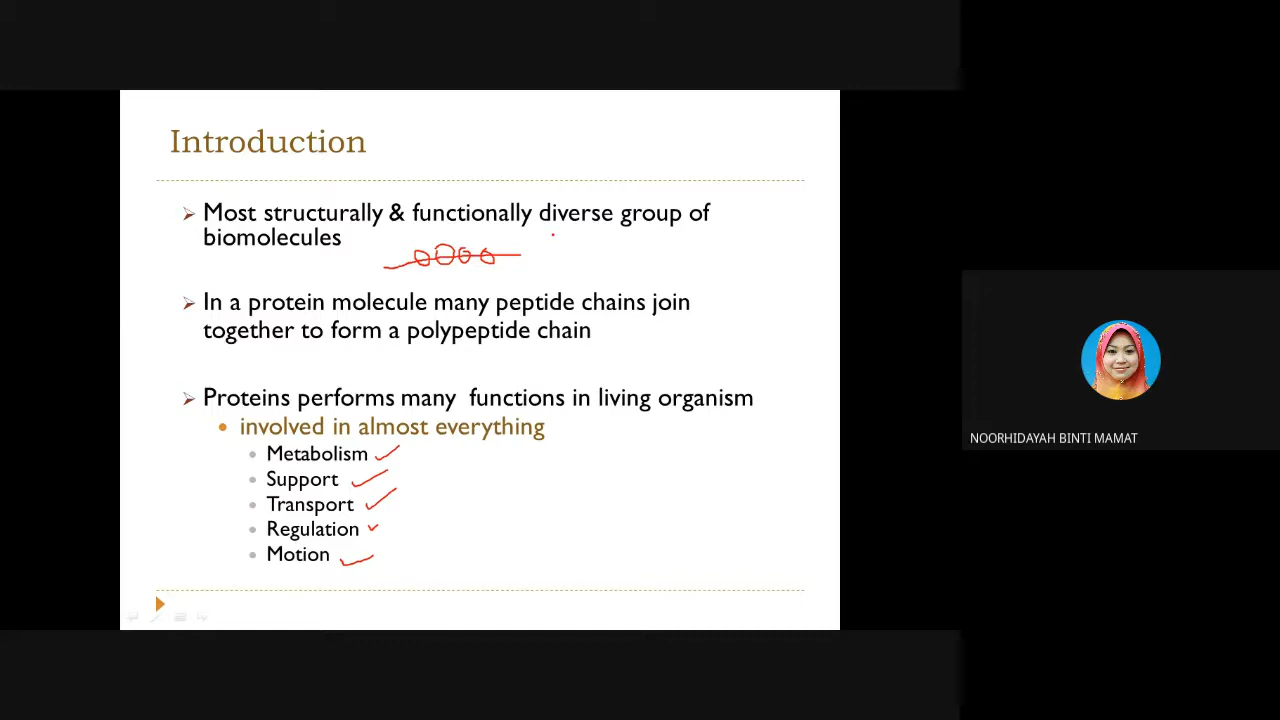 Introduction
Most structurally & functionally diverse group of
biomolecules
In a protein molecule many peptide chains join
together to form a polypeptide chain
Proteins performs many functions in living organism
involved in almost everything
Metabolism
Support
Transport
Regulation
Motion
NOORHIDAYAH BINTI MAMAT